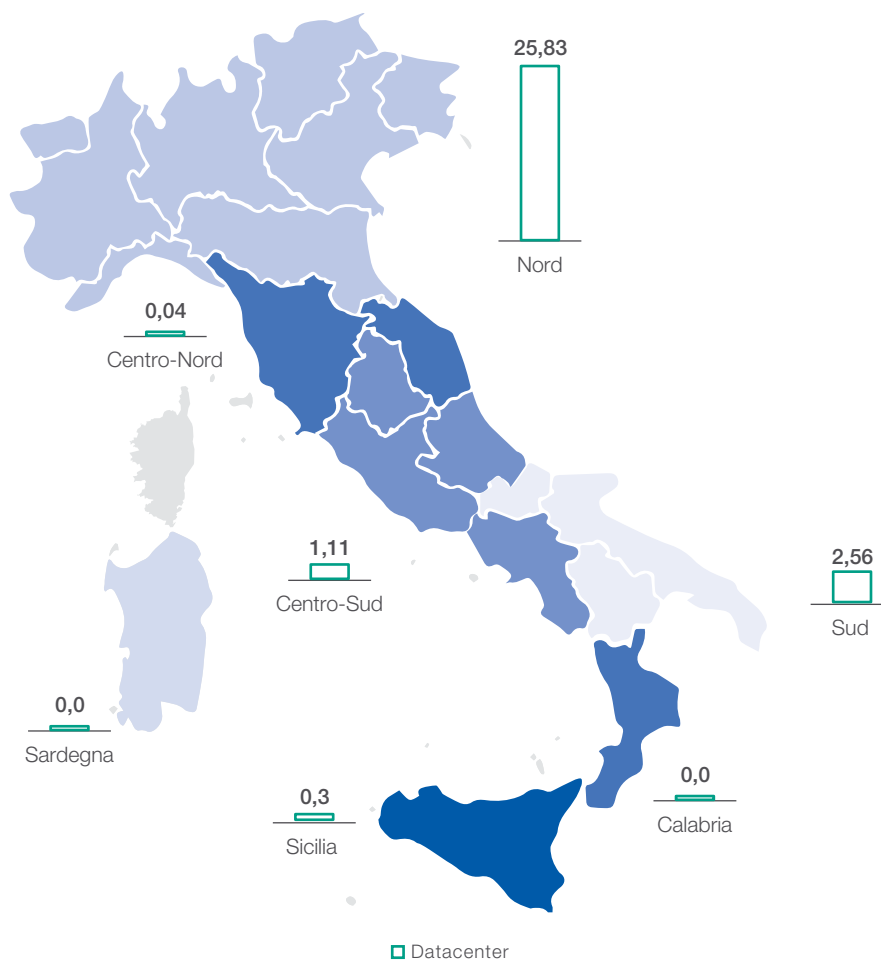 25,83
Nord
0,04
Centro-Nord
1,11
Centro-Sud
2,56
Sud
0,0
Sardegna
0,3
Sicilia
0,0
Calabria
Datacenter